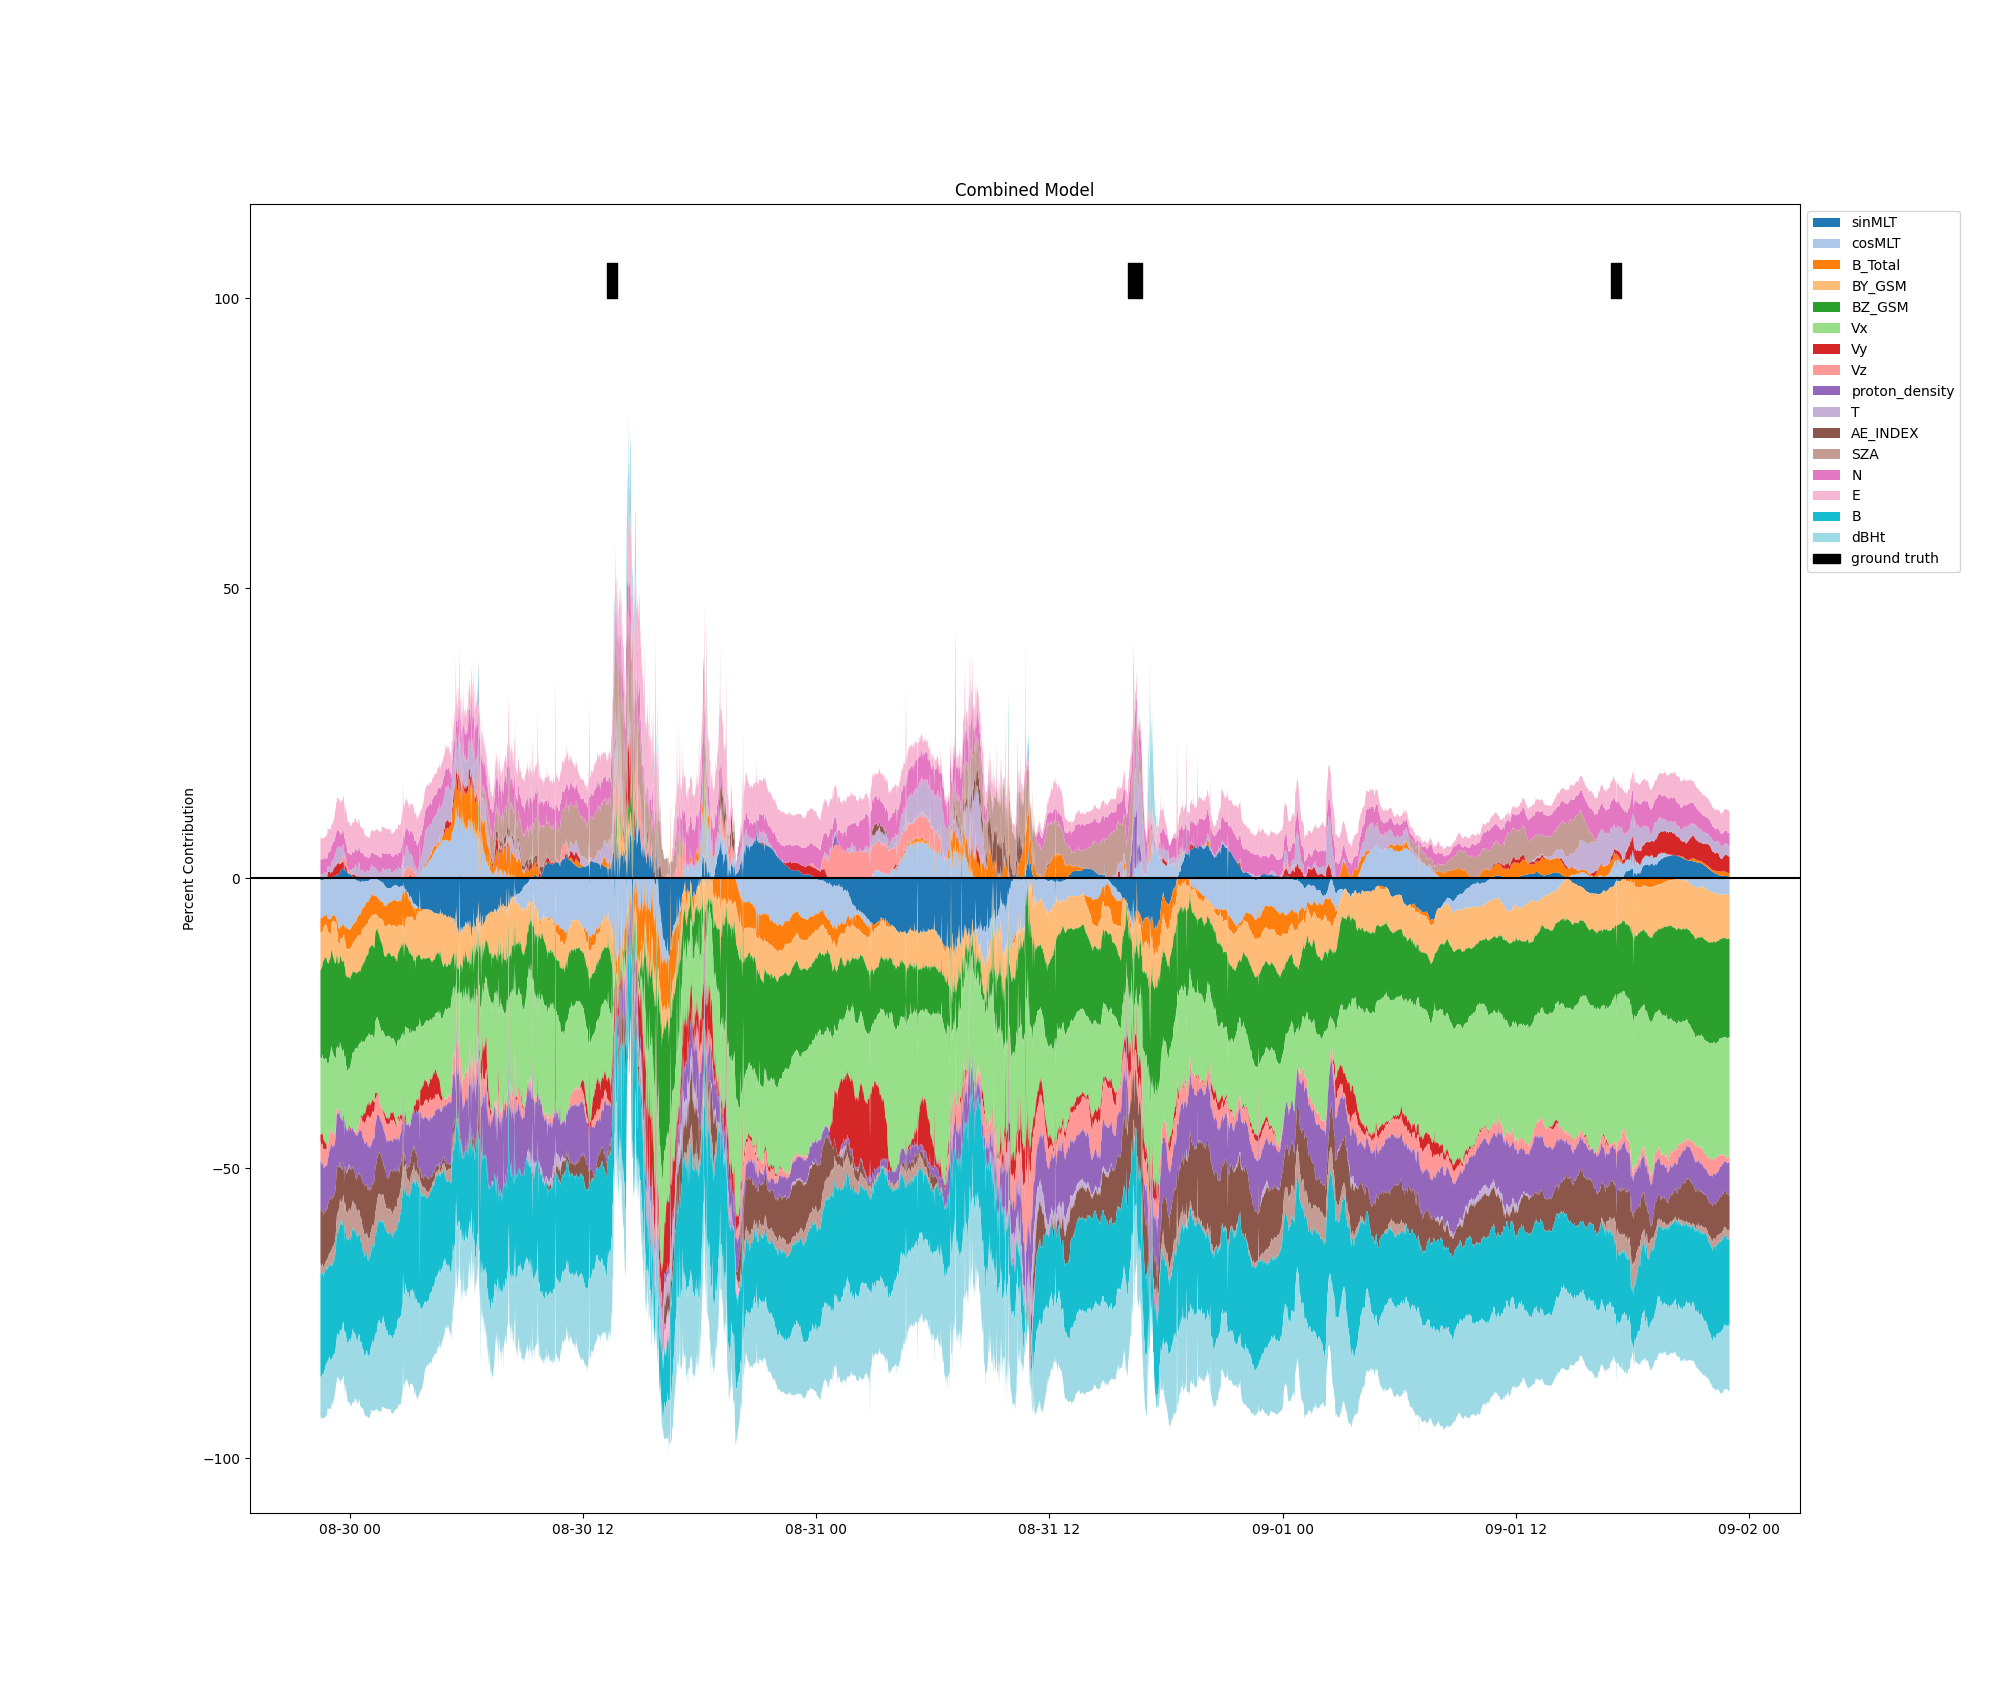 Combined Model
sinMLT
cosMLT
B_Total
BY_GSM
BZ_GSM
Vx
Vy
Vz
proton_density
T
AE_INDEX
SZA
N
E
B
dBHt
ground truth
Percent Contribution
100
50
0
−50
−100
08-30 00
08-30 12
08-31 00
08-31 12
09-01 00
09-01 12
09-02 00